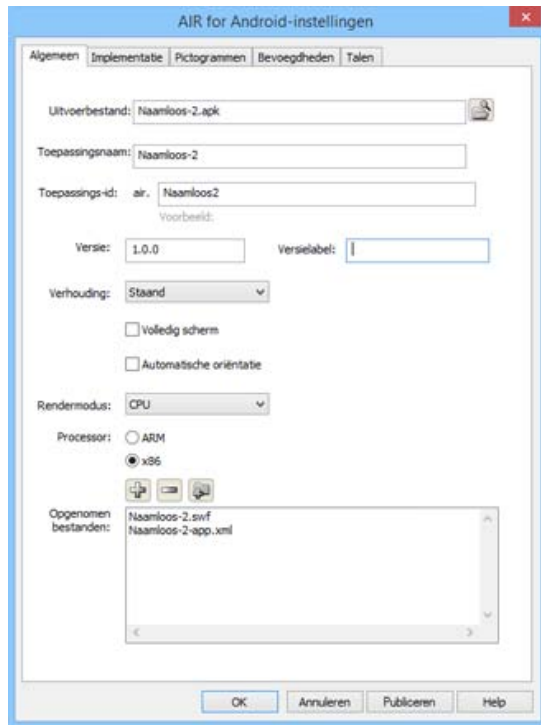 AIR for Android-instellingen
Algemeen Implementatie Pictogrammen Bevoegdheden Talen
Uitvoerbestand: Naamloos-2.apk
Toepassingsnaam: Naamloos-2
Toepassings-id: air. Naamloos2
Voorbeeld:
Versie: 1.0.0 Versielabel:
Verhouding: Staand
Volledig scherm
Automatische oriëntatie
Rendermodus: CPU
Processor: ARM
x86
Opgenomen bestanden:
Naamloos-2.swf
Naamloos-2-app.xml
OK Annuleren Publiceren Help